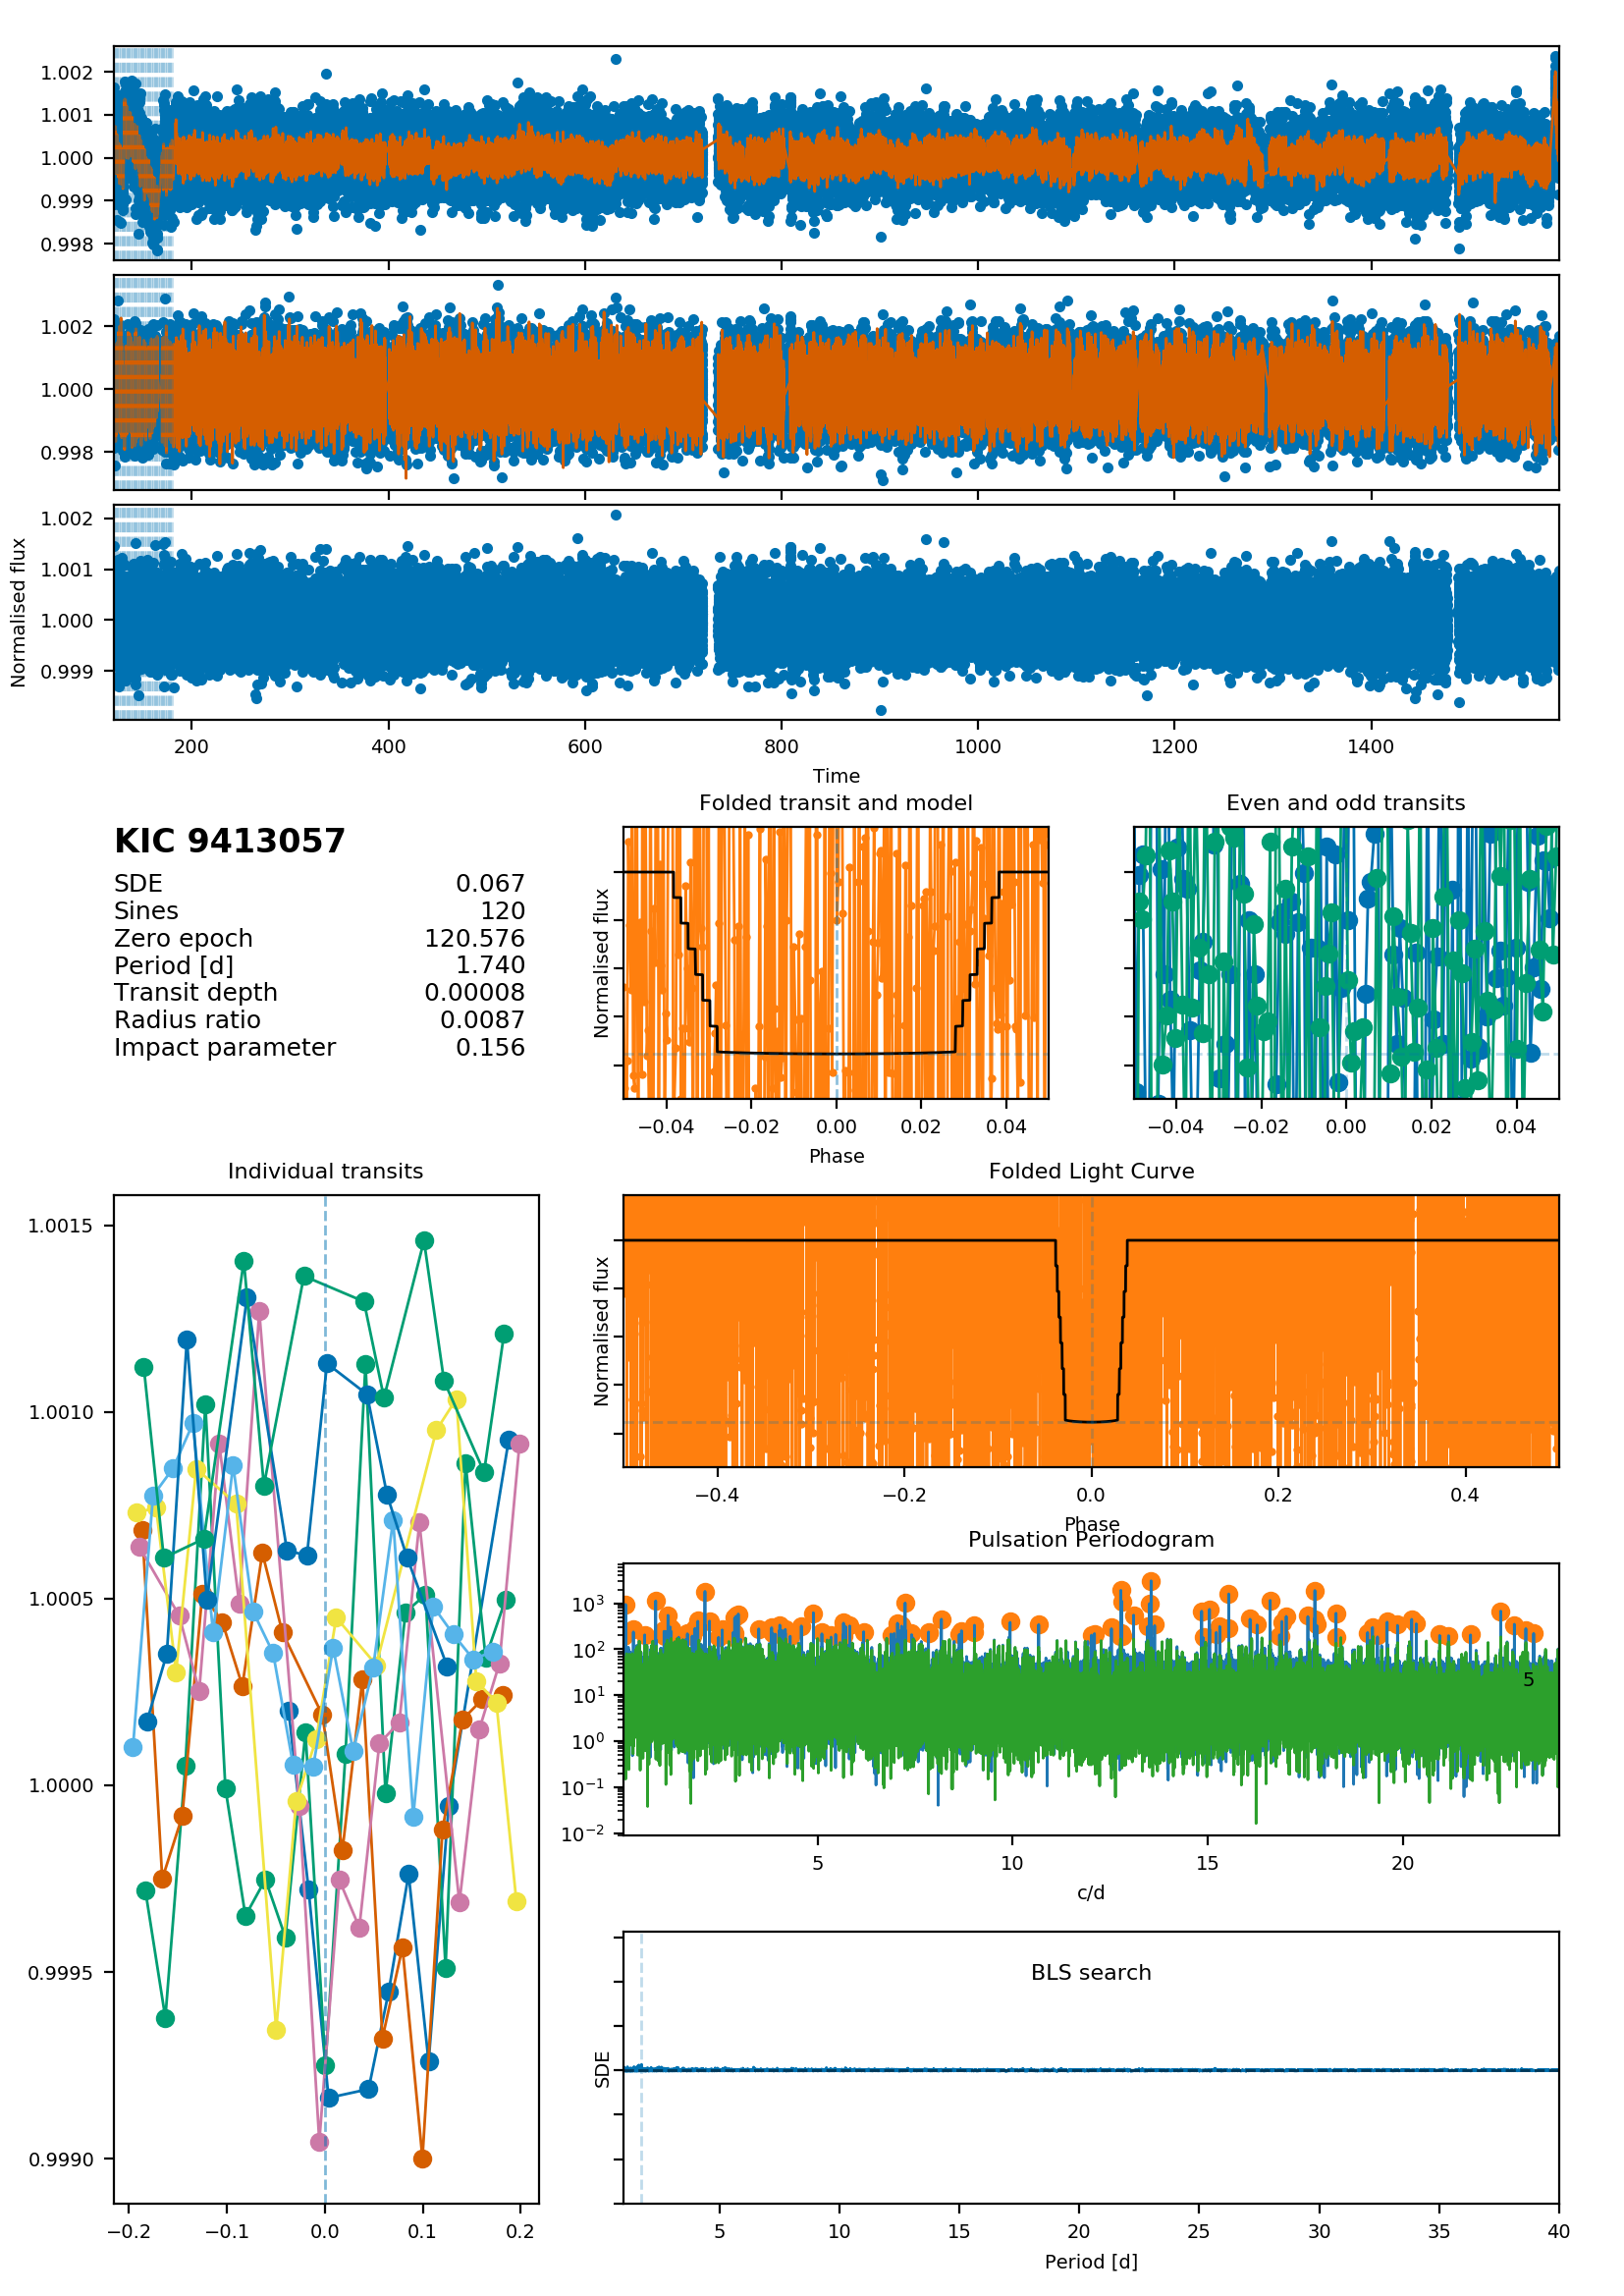 1.002
1.001
1.000
0.999
0.998
1.002
1.000
0.998
1.002
1.001
1.000
0.999
Normalised flux
200 400 600 800 1000 1200 1400
Time
KIC 9413057
SDE 0.067
Sines 120
Zero epoch 120.576
Period [d] 1.740
Transit depth 0.00008
Radius ratio 0.0087
Impact parameter 0.156
Folded transit and model
Normalised flux
−0.04 −0.02 0.00 0.02 0.04
Phase
Even and odd transits
−0.04 −0.02 0.00 0.02 0.04
Individual transits
1.0015
1.0010
1.0005
1.0000
0.9995
0.9990
−0.2 −0.1 0.0 0.1 0.2
Folded Light Curve
Normalised flux
−0.4 −0.2 0.0 0.2 0.4
Phase
Pulsation Periodogram
10³
10²
10¹
10⁰
10⁻¹
10⁻²
5
5 10 15 20
c/d
BLS search
SDE
5 10 15 20 25 30 35 40
Period [d]